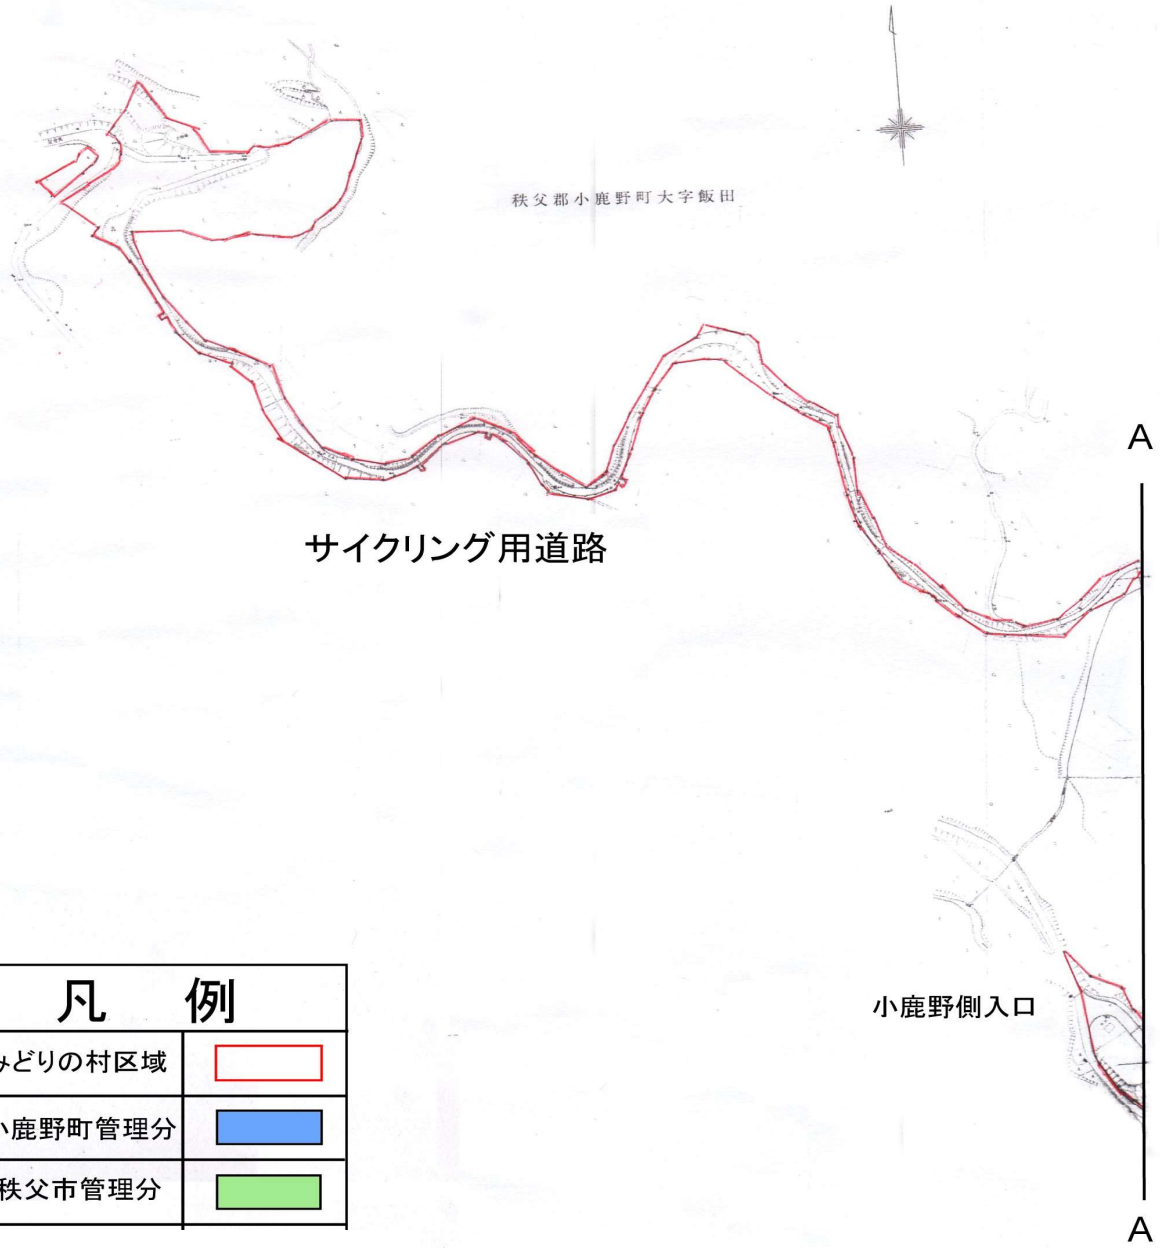 秩父郡小鹿野町大字飯田
A
サイクリング用道路
小鹿野側入口
凡 例
みどりの村区域
小鹿野町管理分
秩父市管理分
A